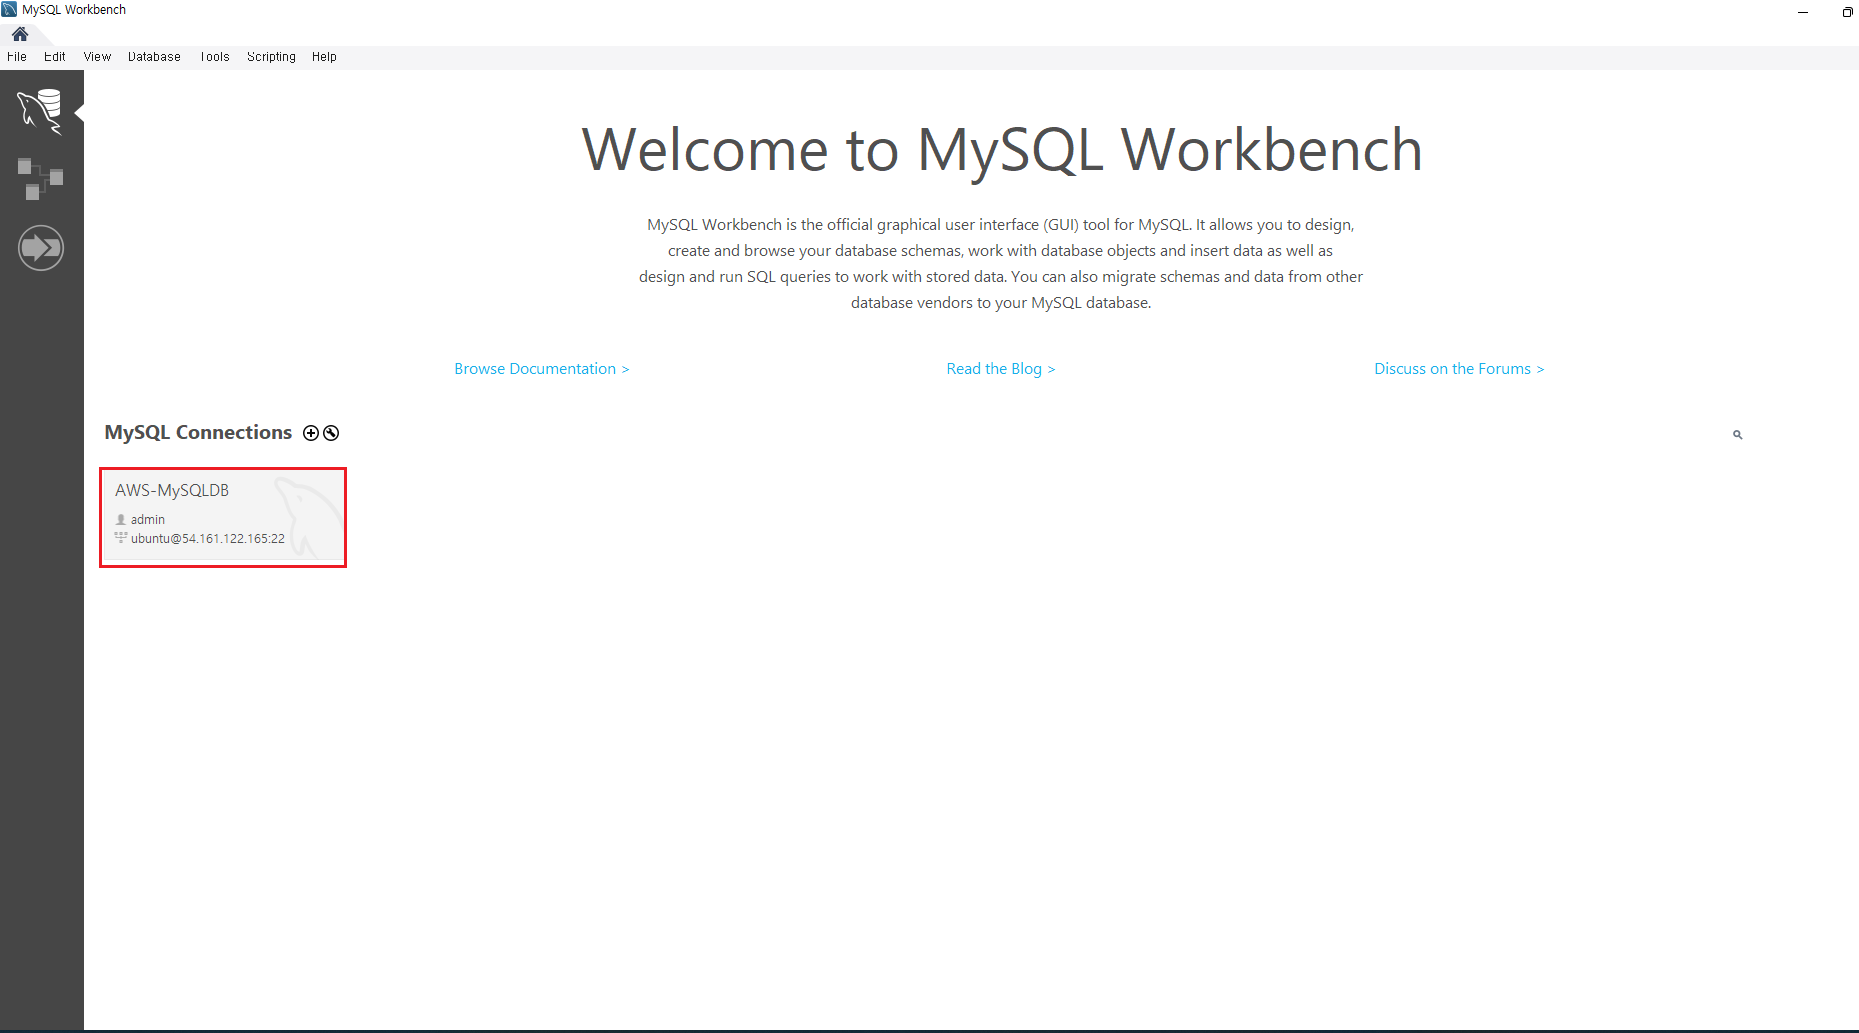 MySQL Workbench
File Edit View Database Tools Scripting Help
Welcome to MySQL Workbench
MySQL Workbench is the official graphical user interface (GUI) tool for MySQL. It allows you to design,
create and browse your database schemas, work with database objects and insert data as well as
design and run SQL queries to work with stored data. You can also migrate schemas and data from other
database vendors to your MySQL database.
Browse Documentation > Read the Blog > Discuss on the Forums >
MySQL Connections
AWS-MySQLDB
admin
ubuntu@54.161.122.165:22